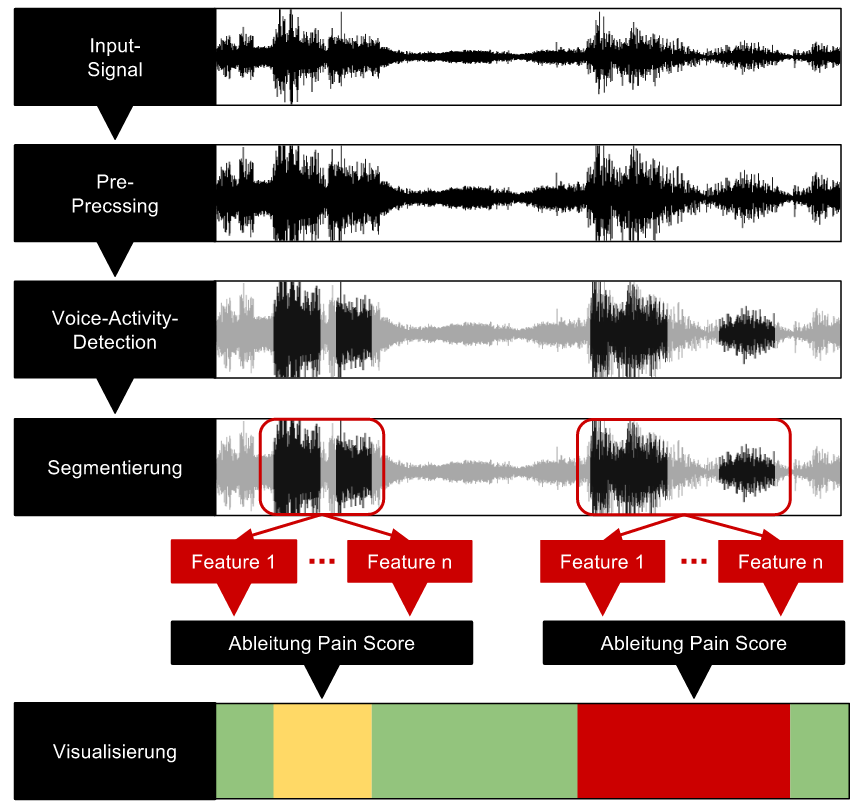 Input-
Signal
Pre-
Precssing
Voice-Activity-
Detection
Segmentierung
Feature 1
...
Feature n
Feature 1
...
Feature n
Ableitung Pain Score
Ableitung Pain Score
Visualisierung